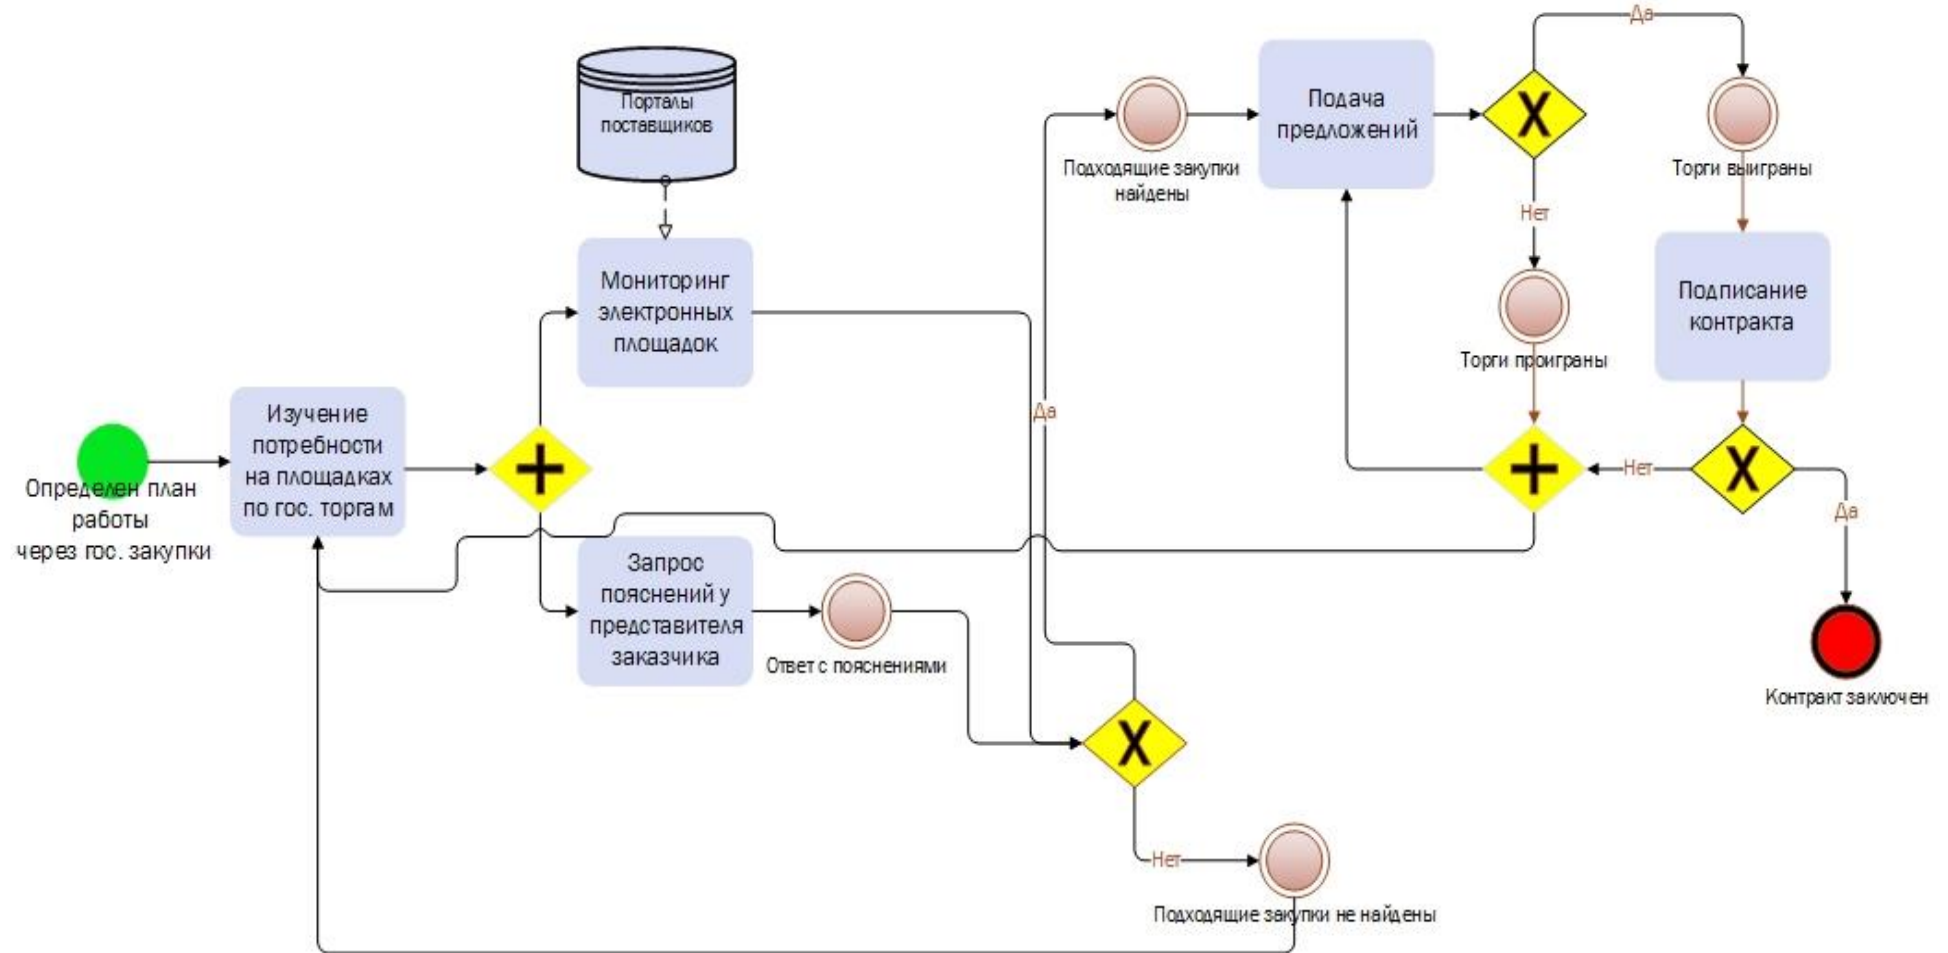 Да
Порталы
поставщиков
Подача
предложений
Подходящие закупки
найдены
Торги выиграны
Нет
Мониторинг
электронных
площадок
Подписание
контракта
Торги проиграны
Да
Изучение
потребности
на площадках
по гос. торгам
Нет
Определен план
работы
через гос. закупки
Да
Запрос
пояснений у
представителя
заказчика
Ответ с пояснениями
Контракт заключен
Нет
Подходящие закупки не найдены